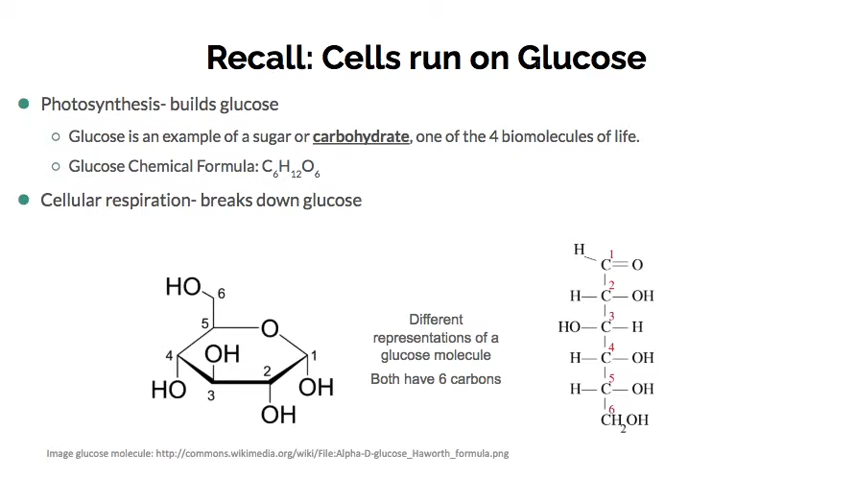 Recall: Cells run on Glucose
Photosynthesis- builds glucose
Glucose is an example of a sugar or carbohydrate, one of the 4 biomolecules of life.
Glucose Chemical Formula: C6H12O6
Cellular respiration- breaks down glucose
HO 6
5 O
4 OH 1
HO 3 2 OH
OH
Different
representations of a
glucose molecule
Both have 6 carbons
H 1
C=O
2
H—C—OH
3
HO—C—H
4
H—C—OH
5
H—C—OH
6
CH2OH
Image glucose molecule: http://commons.wikimedia.org/wiki/File:Alpha-D-glucose_Haworth_formula.png